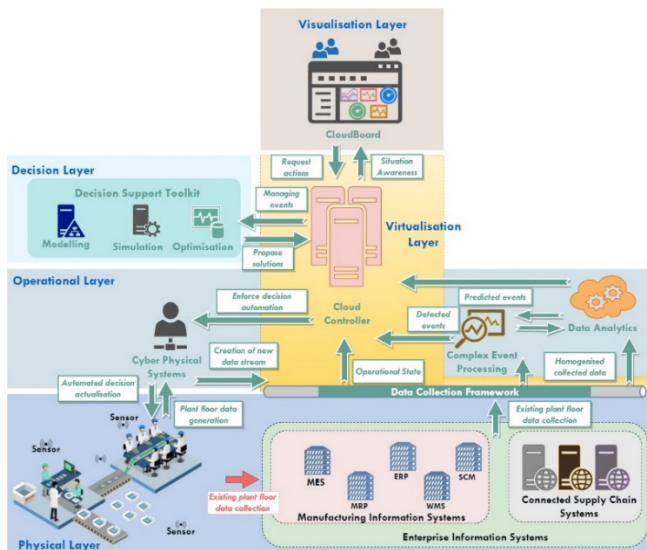 Visualisation Layer
CloudBoard
Request
actions
Situation
Awareness
Decision Layer
Decision Support Toolkit
Modelling
Simulation
Optimisation
Managing
events
Propose
solutions
Virtualisation
Layer
Cloud
Controller
Operational Layer
Enforce decision
automation
Cyber Physical
Systems
Creation of new
data stream
Automated decision
actualisation
Plant floor data
generation
Operational State
Predicted events
Detected
events
Complex Event
Processing
Data Analytics
Homogenised
collected data
Data Collection Framework
Existing plant floor
data collection
Sensor
Sensor
Sensor
Existing plant floor
data collection
MES
MRP
ERP
WMS
SCM
Manufacturing Information Systems
Connected Supply Chain
Systems
Enterprise Information Systems
Physical Layer